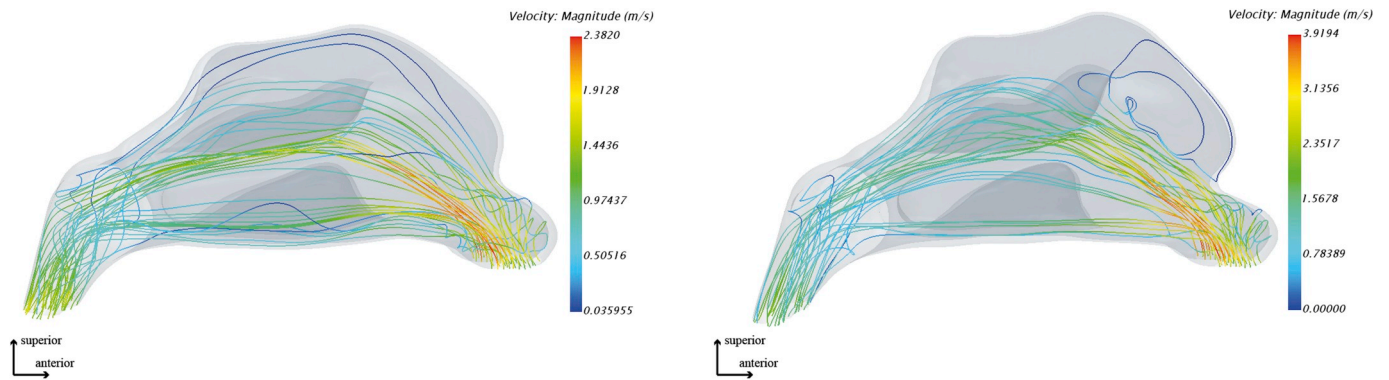 Velocity: Magnitude (m/s)
2.3820
1.9128
1.4436
0.97437
0.50516
0.035955
superior
anterior
Velocity: Magnitude (m/s)
3.9194
3.1356
2.3517
1.5678
0.78389
0.00000
superior
anterior